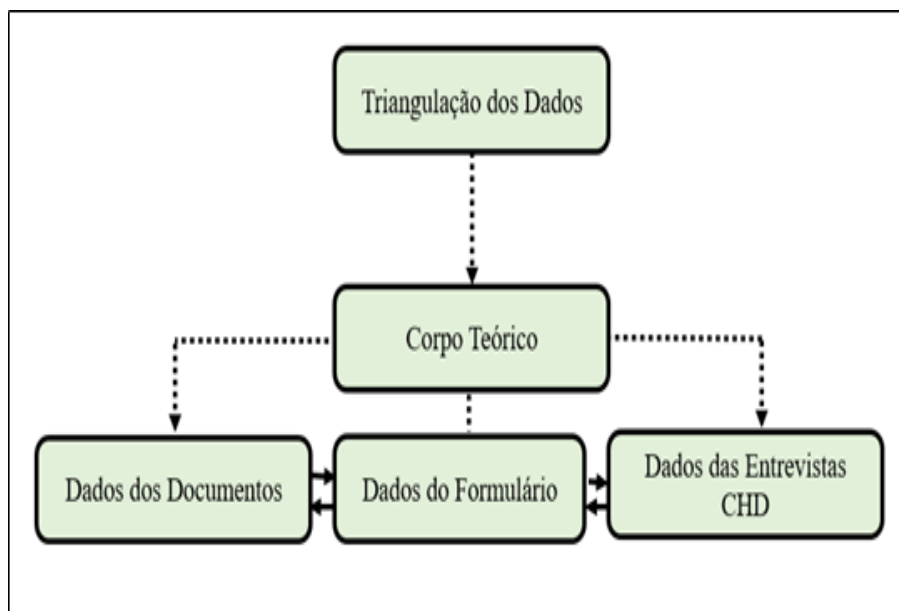 Triangulação dos Dados
Corpo Teórico
Dados dos Documentos
Dados do Formulário
Dados das Entrevistas
CHD